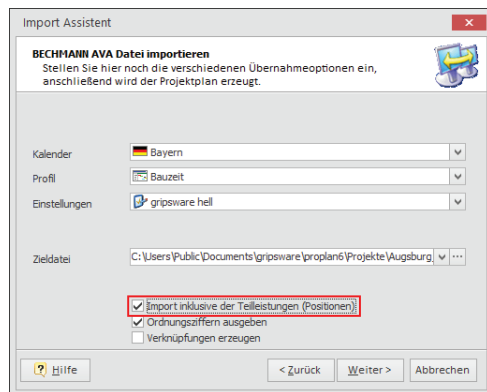 Import Assistent
BECHMANN AVA Datei importieren
Stellen Sie hier noch die verschiedenen Übernahmeoptionen ein,
anschließend wird der Projektplan erzeugt.
Kalender
Bayern
Profil
Bauzeit
Einstellungen
gripsware hell
Zieldatei
C:\Users\Public\Documents\gripsware\proplan6\Projekte\Augsburg_
Import inklusive der Teilleistungen (Positionen)
Ordnungsziffern ausgeben
Verknüpfungen erzeugen
? Hilfe
< Zurück
Weiter >
Abbrechen